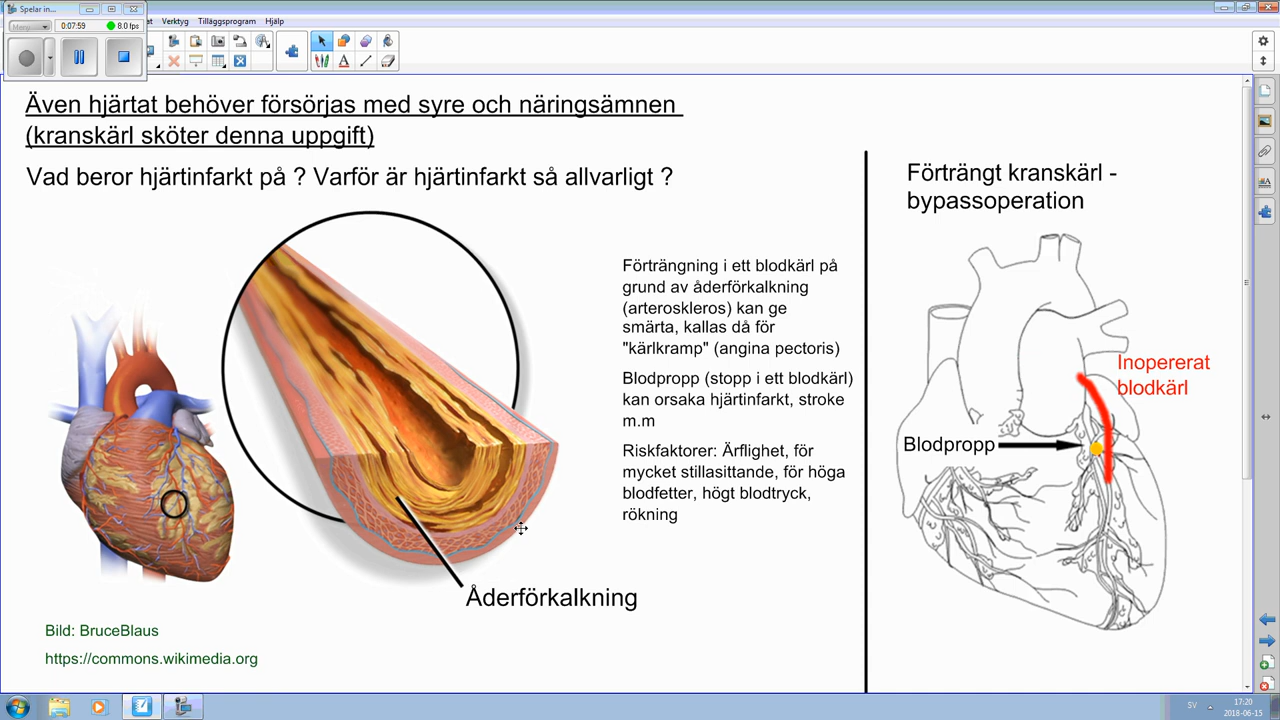 Spelar in...
Meny
0:07:59
8.0 fps
Verktyg
Tilläggsprogram
Hjälp
Även hjärtat behöver försörjas med syre och näringsämnen
(kranskärl sköter denna uppgift)
Vad beror hjärtinfarkt på ? Varför är hjärtinfarkt så allvarligt ?
Förträngning i ett blodkärl på
grund av åderförkalkning
(arteroskleros) kan ge
smärta, kallas då för
"kärlkramp" (angina pectoris)
Blodpropp (stopp i ett blodkärl)
kan orsaka hjärtinfarkt, stroke
m.m
Riskfaktorer: Ärflighet, för
mycket stillasittande, för höga
blodfetter, högt blodtryck,
rökning
Åderförkalkning
Bild: BruceBlaus
https://commons.wikimedia.org
Förträngt kranskärl -
bypassoperation
Inopererat
blodkärl
Blodpropp
SV
17:20
2018-06-15